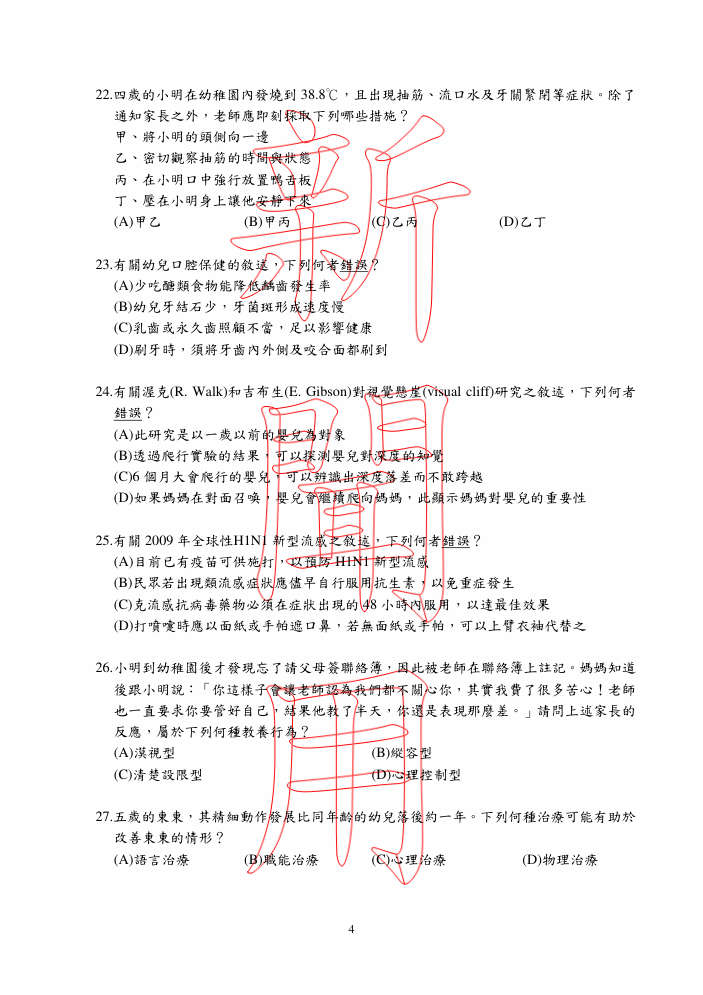 22.四歲的小明在幼稚園內發燒到 38.8℃，且出現抽筋、流口水及牙關緊閉等症狀。除了
通知家長之外，老師應即刻採取下列哪些措施？
甲、將小明的頭側向一邊
乙、密切觀察抽筋的時間與狀態
丙、在小明口中強行放置鴨舌板
丁、壓在小明身上讓他安靜下來
(A)甲乙 (B)甲丙 (C)乙丙 (D)乙丁
23.有關幼兒口腔保健的敘述，下列何者錯誤？
(A)少吃醣類食物能降低齲齒發生率
(B)幼兒牙結石少，牙菌斑形成速度慢
(C)乳齒或永久齒照顧不當，足以影響健康
(D)刷牙時，須將牙齒內外側及咬合面都刷到
24.有關渥克(R. Walk)和吉布生(E. Gibson)對視覺懸崖(visual cliff)研究之敘述，下列何者
錯誤？
(A)此研究是以一歲以前的嬰兒為對象
(B)透過爬行實驗的結果，可以探測嬰兒對深度的知覺
(C)6 個月大會爬行的嬰兒，可以辨識出深度落差而不敢跨越
(D)如果媽媽在對面召喚，嬰兒會繼續爬向媽媽，此顯示媽媽對嬰兒的重要性
25.有關 2009 年全球性H1N1 新型流感之敘述，下列何者錯誤？
(A)目前已有疫苗可供施打，以預防 H1N1 新型流感
(B)民眾若出現類流感症狀應儘早自行服用抗生素，以免重症發生
(C)克流感抗病毒藥物必須在症狀出現的 48 小時內服用，以達最佳效果
(D)打噴嚏時應以面紙或手帕遮口鼻，若無面紙或手帕，可以上臂衣袖代替之
26.小明到幼稚園後才發現忘了請父母簽聯絡簿，因此被老師在聯絡簿上註記。媽媽知道
後跟小明說：「你這樣子會讓老師認為我們都不關心你，其實我費了很多苦心！老師
也一直要求你要管好自己，結果他教了半天，你還是表現那麼差。」請問上述家長的
反應，屬於下列何種教養行為？
(A)漠視型 (B)縱容型
(C)清楚設限型 (D)心理控制型
27.五歲的東東，其精細動作發展比同年齡的幼兒落後約一年。下列何種治療可能有助於
改善東東的情形？
(A)語言治療 (B)職能治療 (C)心理治療 (D)物理治療
4